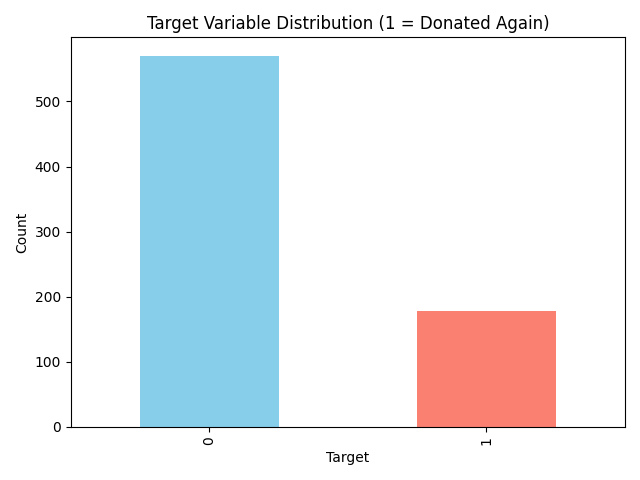 Target Variable Distribution (1 = Donated Again)
500
400
300
200
100
0
Count
0
1
Target